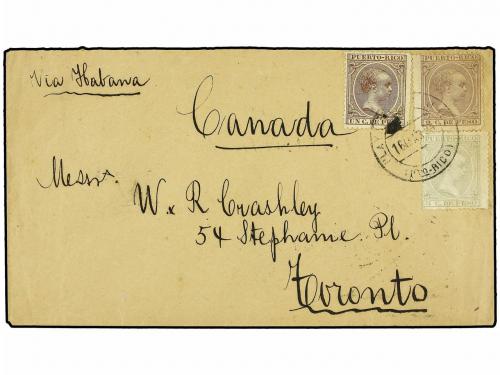 Via Habana
PUERTO-RICO
PUERTO-RICO
Canada
Messrs.
W. R. Crashley
54 Stephanie Pl.
Toronto